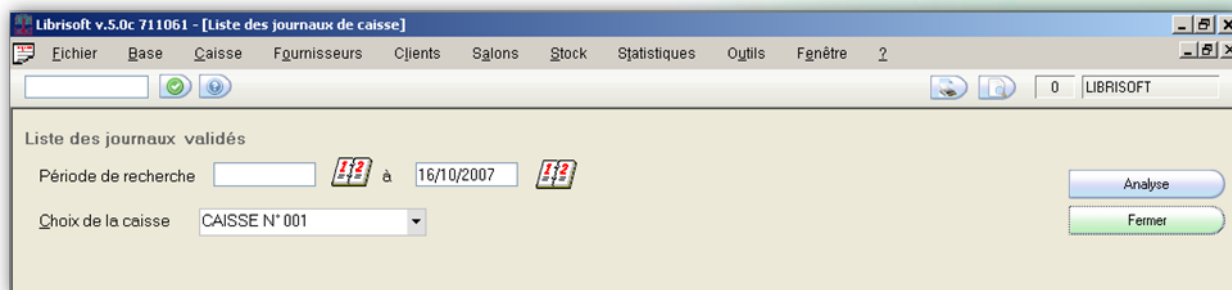 Librisoft v.5.0c 711061 - [Liste des journaux de caisse]
Fichier Base Caisse Fournisseurs Clients Salons Stock Statistiques Outils Fenêtre ?
0 LIBRISOFT
Liste des journaux validés
Période de recherche à 16/10/2007
Analyse
Choix de la caisse CAISSE N° 001
Fermer